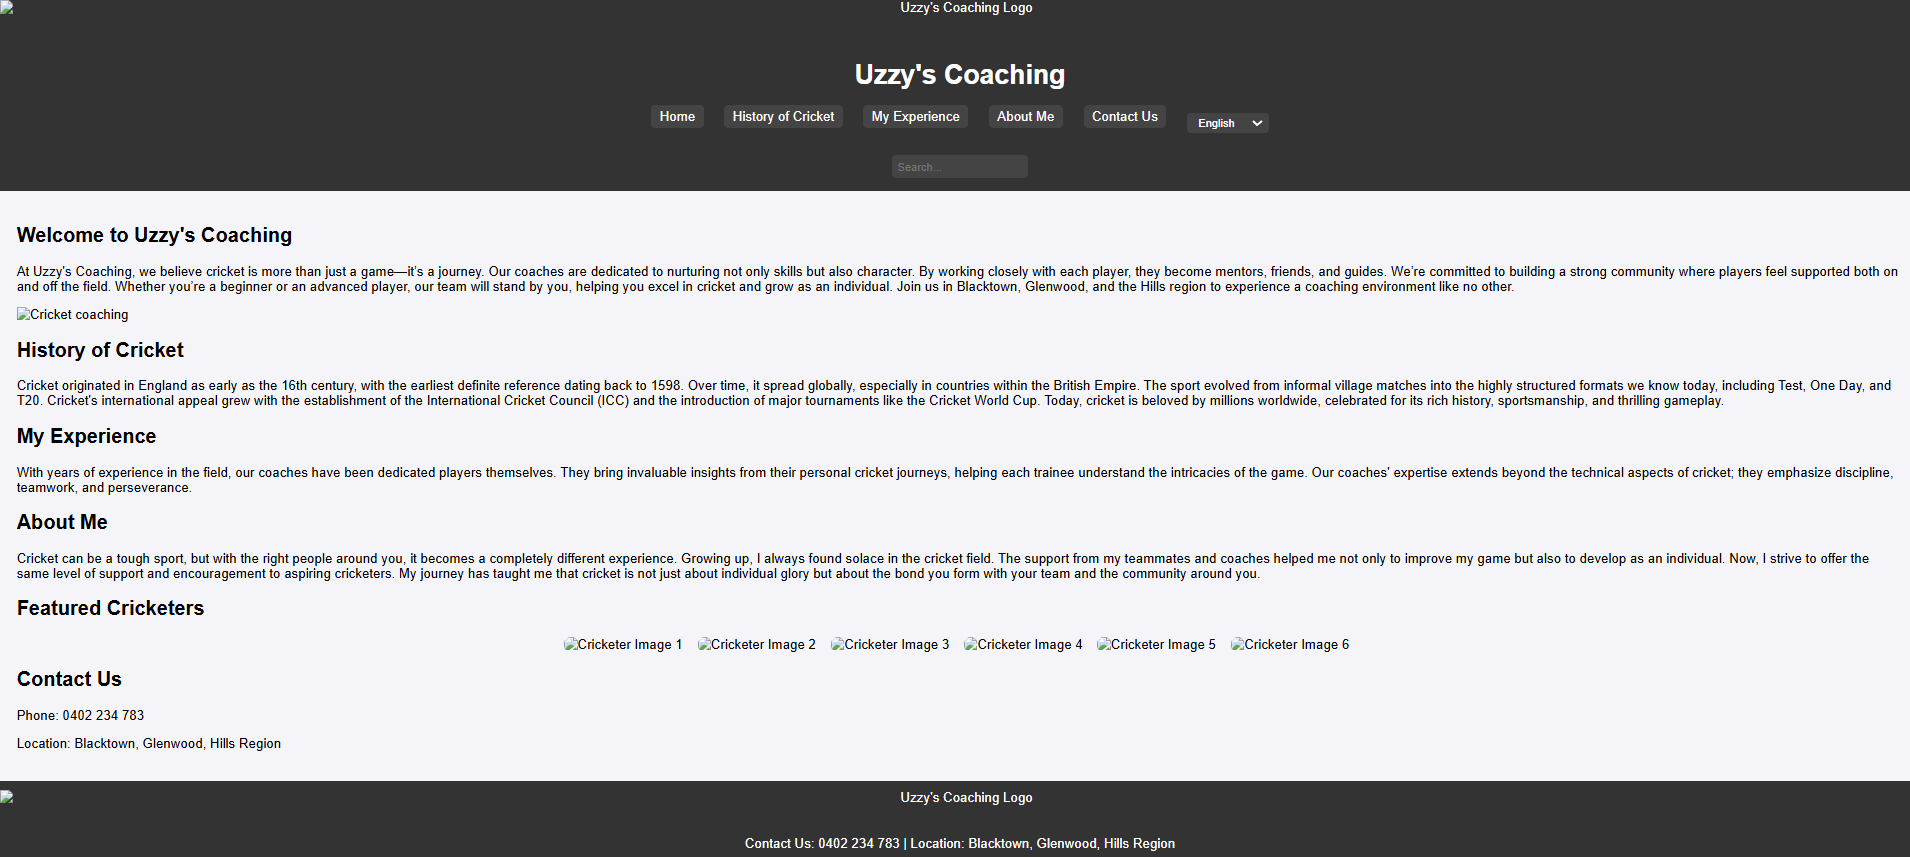 Uzzy's Coaching Logo
Uzzy's Coaching
Home History of Cricket My Experience About Me Contact Us English
Search...
Welcome to Uzzy's Coaching
At Uzzy's Coaching, we believe cricket is more than just a game—it's a journey. Our coaches are dedicated to nurturing not only skills but also character. By working closely with each player, they become mentors, friends, and guides. We're committed to building a strong community where players feel supported both on
and off the field. Whether you're a beginner or an advanced player, our team will stand by you, helping you excel in cricket and grow as an individual. Join us in Blacktown, Glenwood, and the Hills region to experience a coaching environment like no other.
Cricket coaching
History of Cricket
Cricket originated in England as early as the 16th century, with the earliest definite reference dating back to 1598. Over time, it spread globally, especially in countries within the British Empire. The sport evolved from informal village matches into the highly structured formats we know today, including Test, One Day, and
T20. Cricket's international appeal grew with the establishment of the International Cricket Council (ICC) and the introduction of major tournaments like the Cricket World Cup. Today, cricket is beloved by millions worldwide, celebrated for its rich history, sportsmanship, and thrilling gameplay.
My Experience
With years of experience in the field, our coaches have been dedicated players themselves. They bring invaluable insights from their personal cricket journeys, helping each trainee understand the intricacies of the game. Our coaches' expertise extends beyond the technical aspects of cricket; they emphasize discipline,
teamwork, and perseverance.
About Me
Cricket can be a tough sport, but with the right people around you, it becomes a completely different experience. Growing up, I always found solace in the cricket field. The support from my teammates and coaches helped me not only to improve my game but also to develop as an individual. Now, I strive to offer the
same level of support and encouragement to aspiring cricketers. My journey has taught me that cricket is not just about individual glory but about the bond you form with your team and the community around you.
Featured Cricketers
Cricketer Image 1 Cricketer Image 2 Cricketer Image 3 Cricketer Image 4 Cricketer Image 5 Cricketer Image 6
Contact Us
Phone: 0402 234 783
Location: Blacktown, Glenwood, Hills Region
Uzzy's Coaching Logo
Contact Us: 0402 234 783 | Location: Blacktown, Glenwood, Hills Region